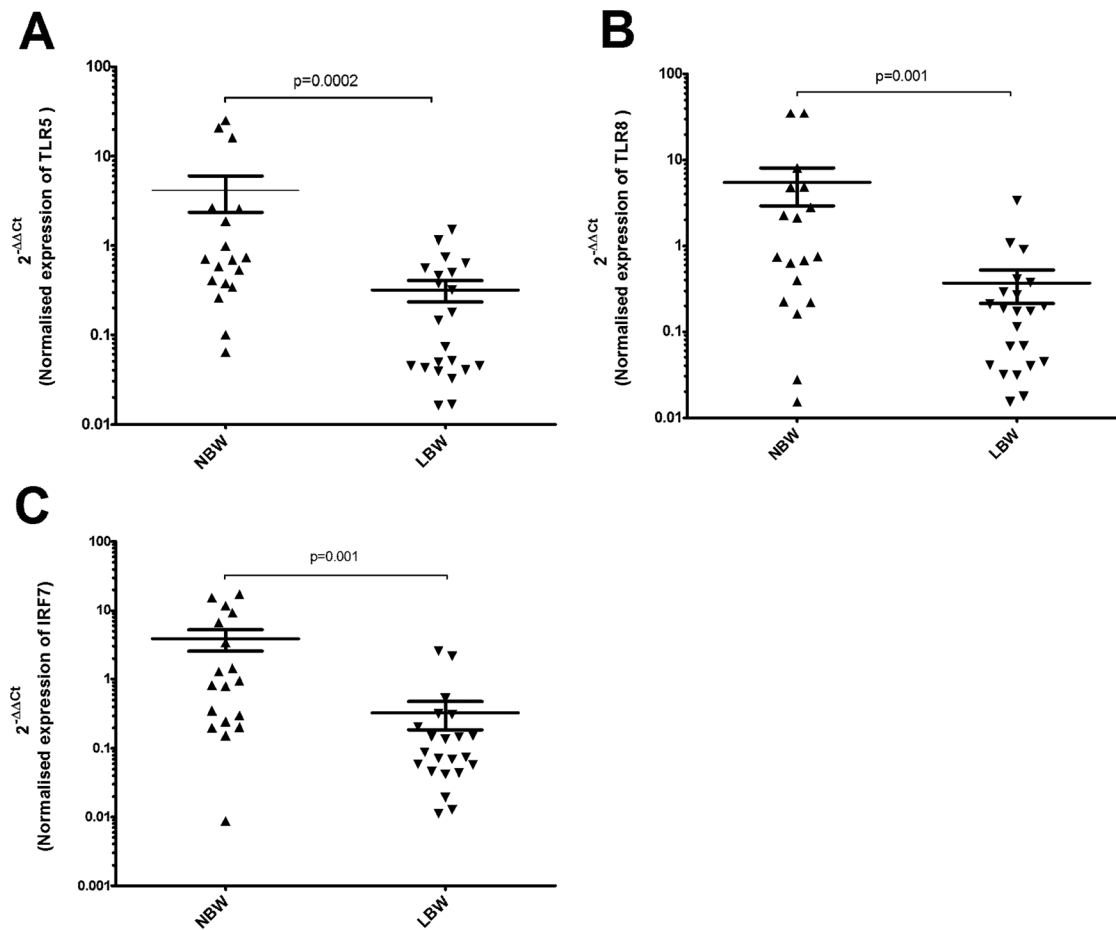 A
2-ΔΔCt
(Normalised expression of TLR5 )
100
10
1
0.1
0.01
p=0.0002
NBW
LBW
B
2-ΔΔCt
(Normalised expression of TLR8)
100
10
1
0.1
0.01
p=0.001
NBW
LBW
C
2-ΔΔCt
(Normalised expression of IRF7)
100
10
1
0.1
0.01
0.001
p=0.001
NBW
LBW